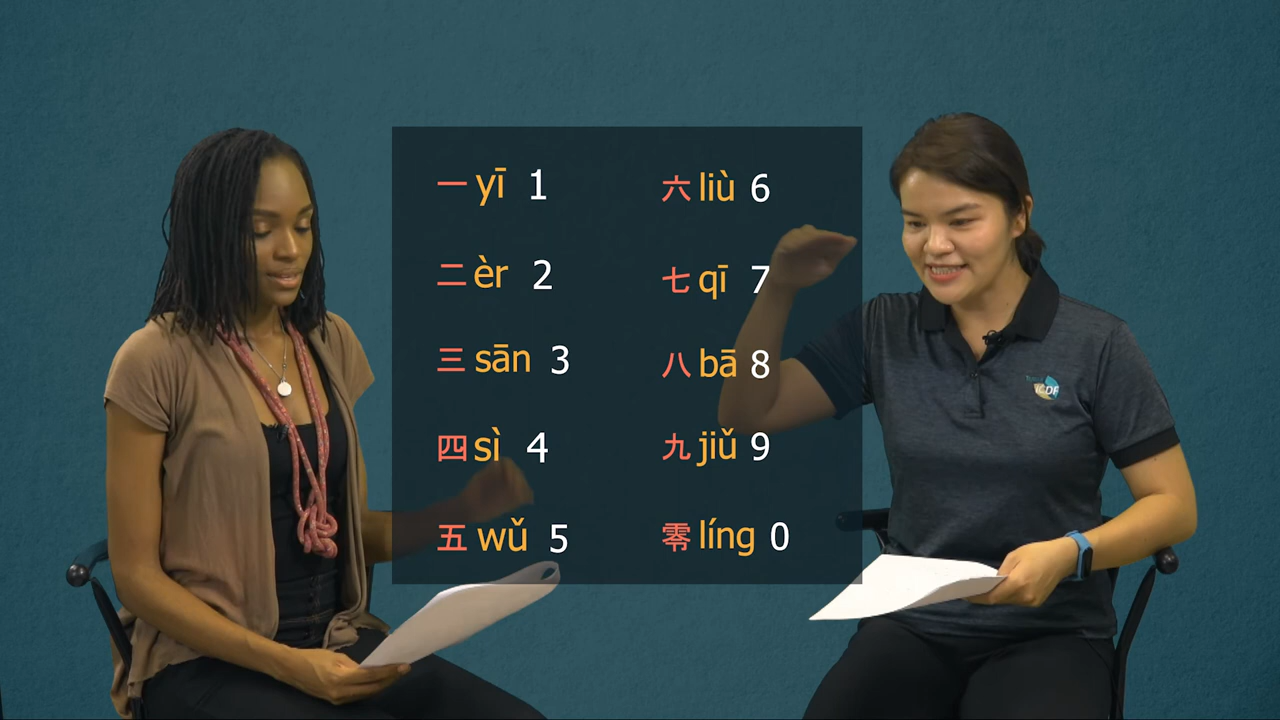 一 yī 1
二 èr 2
三 sān 3
四 sì 4
五 wǔ 5
六 liù 6
七 qī 7
八 bā 8
九 jiǔ 9
零 líng 0
ICDF